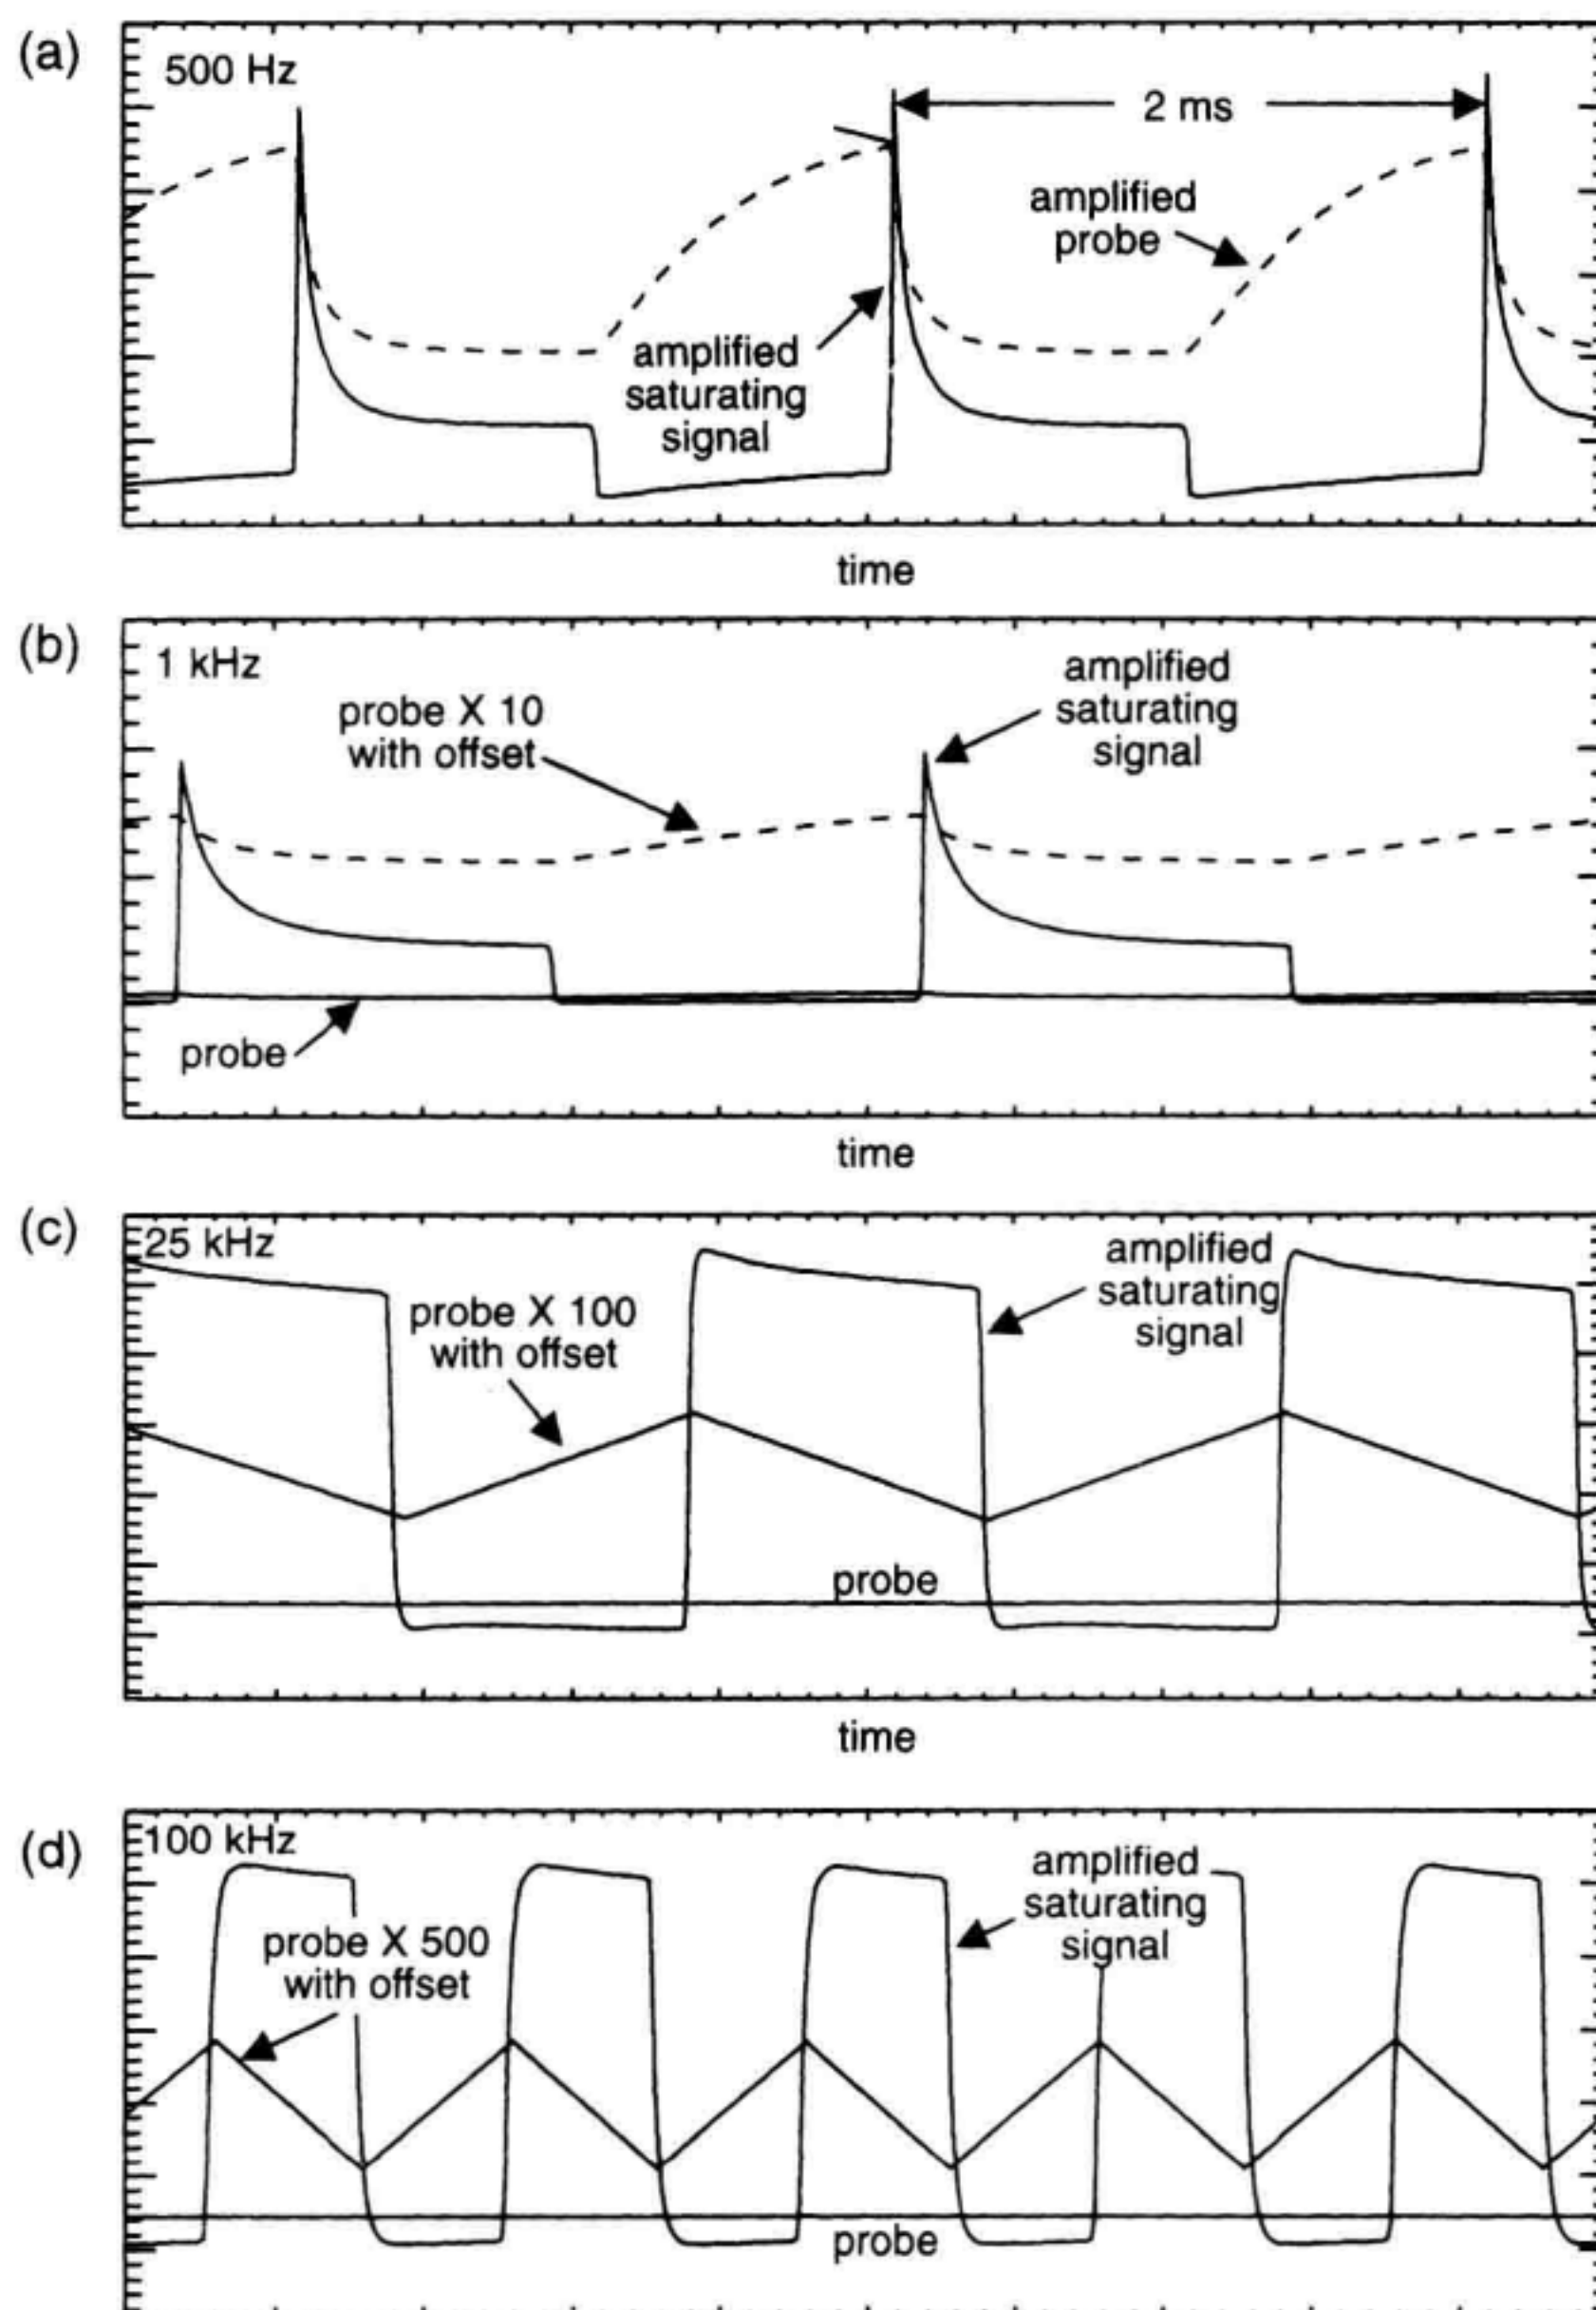 (a)
500 Hz
2 ms
amplified
probe
amplified
saturating
signal
time
(b)
1 kHz
probe X 10
with offset
amplified
saturating
signal
probe
time
(c)
25 kHz
probe X 100
with offset
amplified
saturating
signal
probe
time
(d)
100 kHz
probe X 500
with offset
amplified
saturating
signal
probe